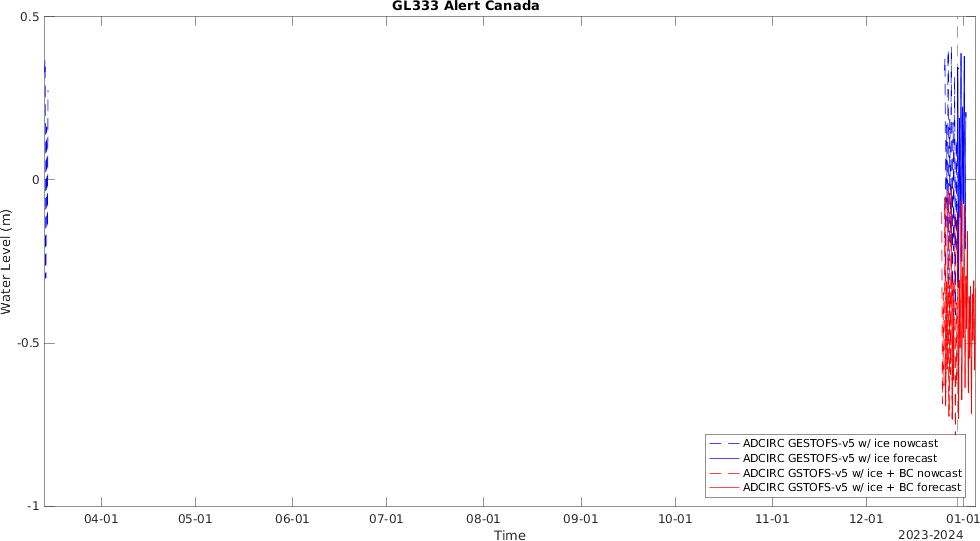 GL333 Alert Canada
Water Level (m)
0.5
0
-0.5
-1
04-01 05-01 06-01 07-01 08-01 09-01 10-01 11-01 12-01 01-01
Time
2023-2024
ADCIRC GESTOFS-v5 w/ ice nowcast
ADCIRC GESTOFS-v5 w/ ice forecast
ADCIRC GSTOFS-v5 w/ ice + BC nowcast
ADCIRC GSTOFS-v5 w/ ice + BC forecast